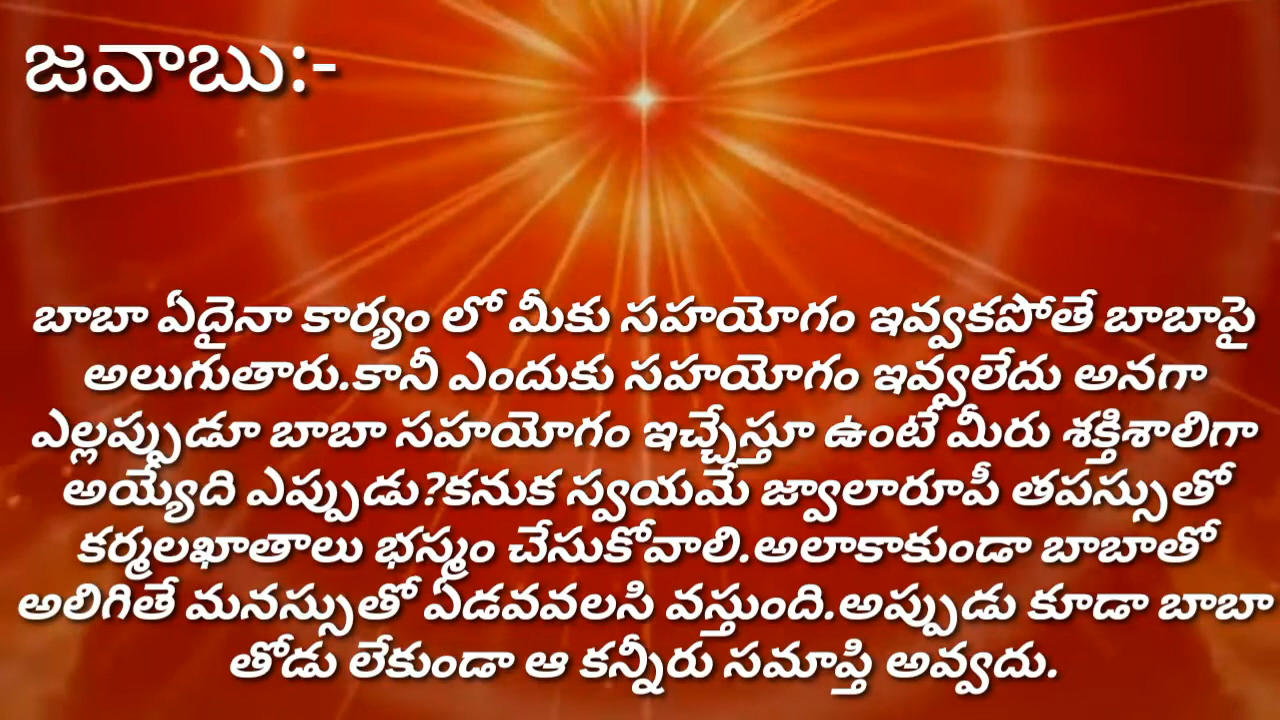 జవాబు:-
బాబా ఏదైనా కార్యం లో మీకు సహయోగం ఇవ్వకపోతే బాబాపై
అలుగుతారు.కానీ ఎందుకు సహయోగం ఇవ్వలేదు అనగా
ఎల్లప్పుడూ బాబా సహయోగం ఇచ్చేస్తూ ఉంటే మీరు శక్తిశాలిగా
అయ్యేది ఎప్పుడు?కనుక స్వయమే జ్వాలారూపీ తపస్సుతో
కర్మలఖాతాలు భస్మం చేసుకోవాలి.అలాకాకుండా బాబాతో
అలిగితే మనస్సుతో ఏడవవలసి వస్తుంది.అప్పుడు కూడా బాబా
తోడు లేకుండా ఆ కన్నీరు సమాప్తి అవ్వదు.